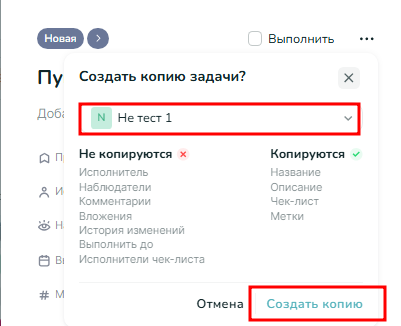 Новая
Выполнить
Пу
Создать копию задачи?
Доба
N Не тест 1
Не копируются
Копируются
Исполнитель
Название
Наблюдатели
Описание
Комментарии
Чек-лист
Вложения
Метки
История изменений
Выполнить до
Исполнители чек-листа
Отмена
Создать копию